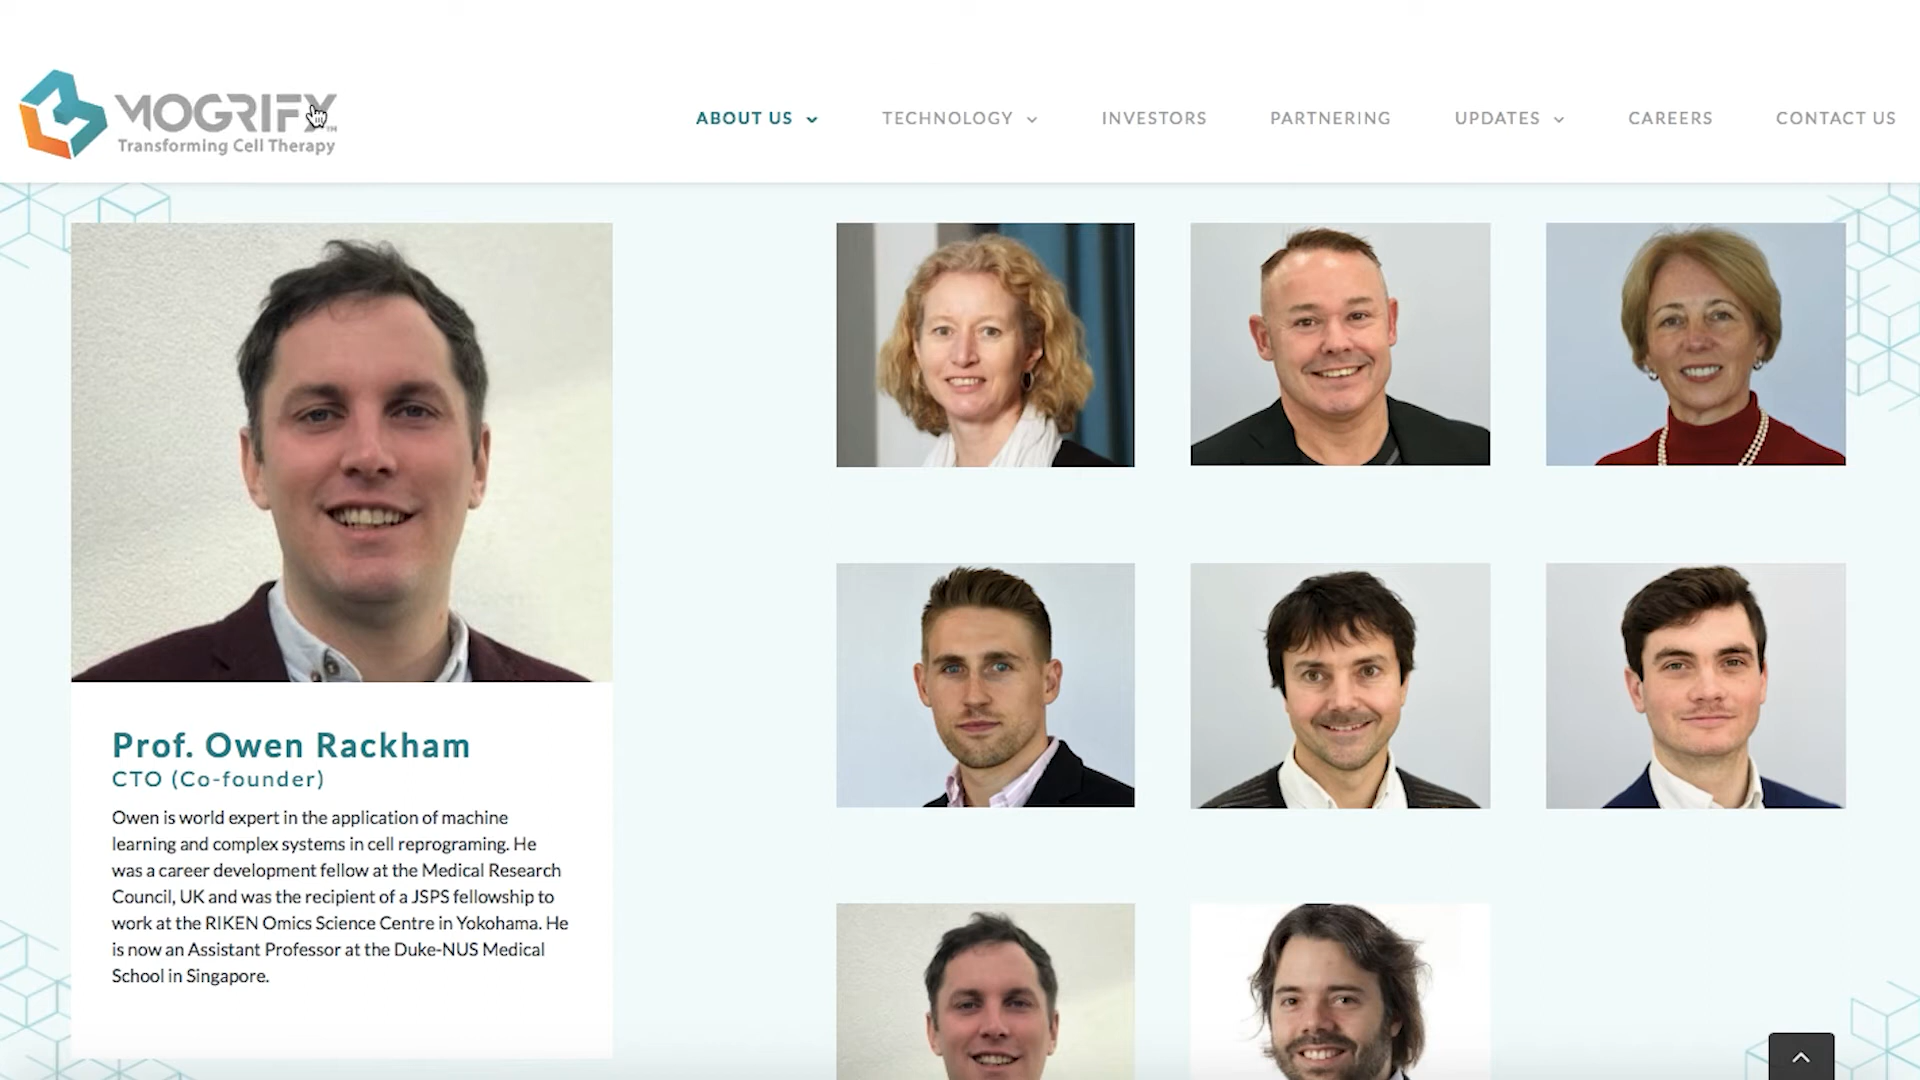 MOGRIFY™
Transforming Cell Therapy
ABOUT US
TECHNOLOGY
INVESTORS
PARTNERING
UPDATES
CAREERS
CONTACT US
Prof. Owen Rackham
CTO (Co-founder)
Owen is world expert in the application of machine
learning and complex systems in cell reprograming. He
was a career development fellow at the Medical Research
Council, UK and was the recipient of a JSPS fellowship to
work at the RIKEN Omics Science Centre in Yokohama. He
is now an Assistant Professor at the Duke-NUS Medical
School in Singapore.